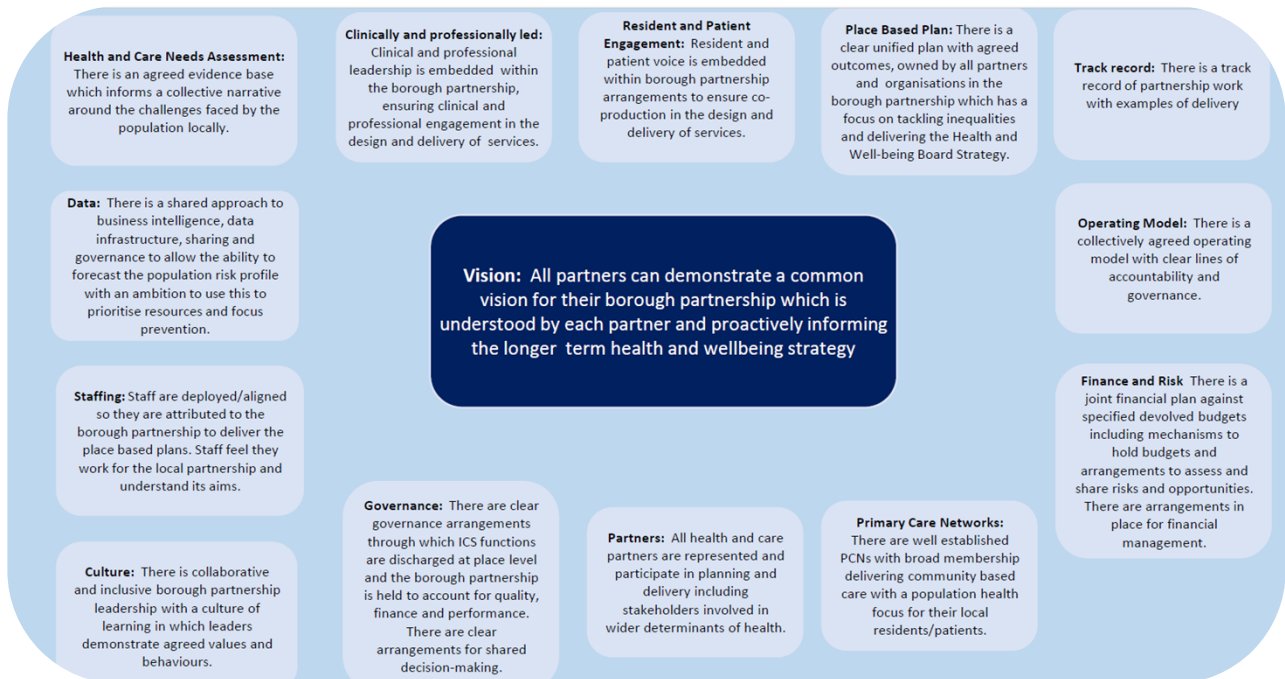 Health and Care Needs Assessment:
There is an agreed evidence base
which informs a collective narrative
around the challenges faced by the
population locally.
Clinically and professionally led:
Clinical and professional
leadership is embedded within
the borough partnership,
ensuring clinical and
professional engagement in the
design and delivery of services.
Resident and Patient
Engagement: Resident and
patient voice is embedded
within borough partnership
arrangements to ensure co-
production in the design and
delivery of services.
Place Based Plan: There is a
clear unified plan with agreed
outcomes, owned by all partners
and organisations in the
borough partnership which has a
focus on tackling inequalities
and delivering the Health and
Well-being Board Strategy.
Track record: There is a track
record of partnership work
with examples of delivery
Data: There is a shared approach to
business intelligence, data
infrastructure, sharing and
governance to allow the ability to
forecast the population risk profile
with an ambition to use this to
prioritise resources and focus
prevention.
Vision: All partners can demonstrate a common
vision for their borough partnership which is
understood by each partner and proactively informing
the longer term health and wellbeing strategy
Operating Model: There is a
collectively agreed operating
model with clear lines of
accountability and
governance.
Staffing: Staff are deployed/aligned
so they are attributed to the
borough partnership to deliver the
place based plans. Staff feel they
work for the local partnership and
understand its aims.
Finance and Risk There is a
joint financial plan against
specified devolved budgets
including mechanisms to
hold budgets and
arrangements to assess and
share risks and opportunities.
There are arrangements in
place for financial
management.
Culture: There is collaborative
and inclusive borough partnership
leadership with a culture of
learning in which leaders
demonstrate agreed values and
behaviours.
Governance: There are clear
governance arrangements
through which ICS functions
are discharged at place level
and the borough partnership
is held to account for quality,
finance and performance.
There are clear
arrangements for shared
decision-making.
Partners: All health and care
partners are represented and
participate in planning and
delivery including
stakeholders involved in
wider determinants of health.
Primary Care Networks:
There are well established
PCNs with broad membership
delivering community based
care with a population health
focus for their local
residents/patients.